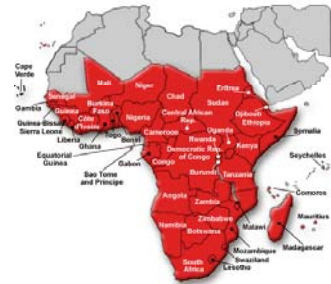 Cape
Verde
Mali
Niger
Eritrea
Senegal
Chad
Sudan
Gambia
Burkina
Faso
Djibouti
Guinea
Guinea-Bissau
Nigeria
Central African
Rep.
Ethiopia
Sierra Leone
Côte
D'Ivoire
Benin
Cameroon
Uganda
Somalia
Liberia
Togo
Rwanda
Kenya
Ghana
Democratic Rep.
of Congo
Seychelles
Equatorial
Guinea
Gabon
Congo
Burundi
Tanzania
Sao Tome
and Principe
Comoros
Angola
Zambia
Malawi
Mauritius
Zimbabwe
Namibia
Botswana
Madagascar
Mozambique
South
Africa
Swaziland
Lesotho